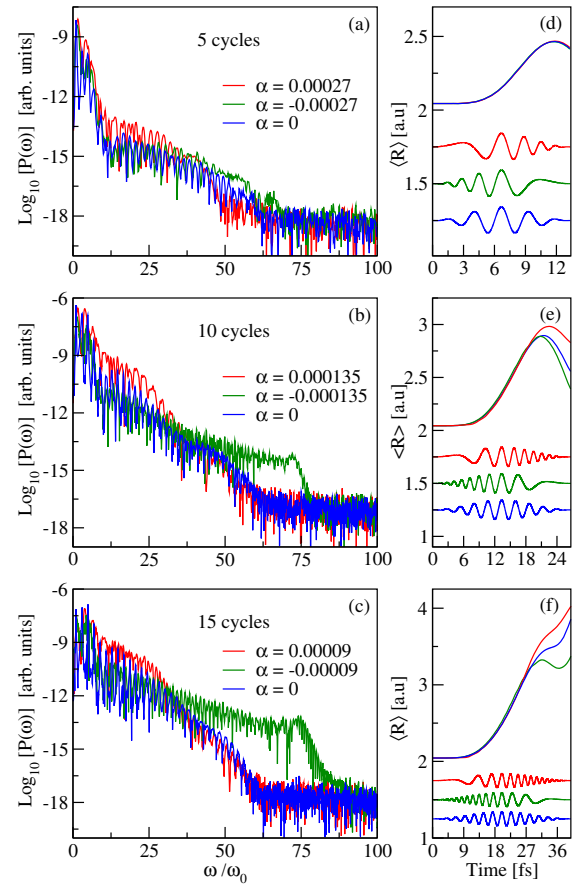 (a)
5 cycles
α = 0.00027
α = -0.00027
α = 0
Log10 [P(ω)] [arb. units]
-9
-12
-15
-18
0 25 50 75 100
(d)
⟨R⟩ [a.u]
2.5
2
1.5
0 3 6 9 12
(b)
10 cycles
α = 0.000135
α = -0.000135
α = 0
Log10 [P(ω)] [arb. units]
-6
-9
-12
-15
-18
0 25 50 75 100
(e)
<R> [a.u]
3
2.5
2
1.5
1
0 6 12 18 24
(c)
15 cycles
α = 0.00009
α = -0.00009
α = 0
Log10 [P(ω)] [arb. units]
-6
-9
-12
-15
-18
0 25 50 75 100
ω/ω0
(f)
⟨R⟩ [a.u]
4
3
2
1
0 9 18 27 36
Time [fs]